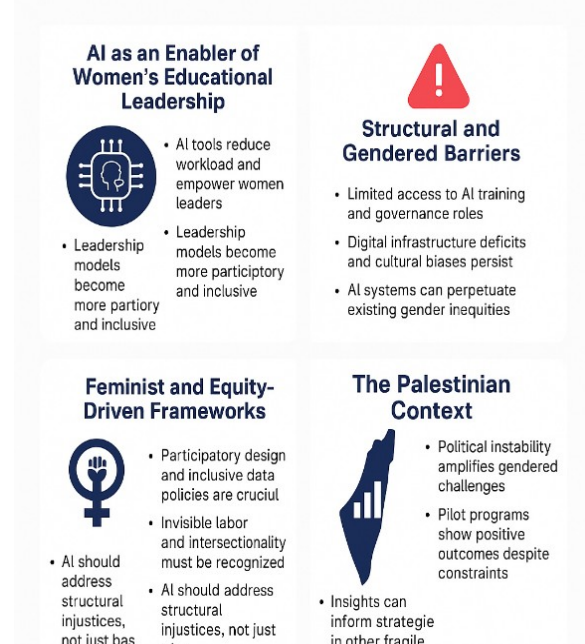 AI as an Enabler of
Women's Educational
Leadership
• AI tools reduce
workload and
empower women
leaders
• Leadership
models become
more participtory
and inclusive
• Leadership
models
become
more partiory
and inclusive
Structural and
Gendered Barriers
• Limited access to AI training
and governance roles
• Digital infrastructure deficits
and cultural biases persist
• AI systems can perpetuate
existing gender inequities
Feminist and Equity-
Driven Frameworks
• Participatory design
and inclusive data
policies are cruciul
• Invisible labor
and intersectionality
must be recognized
• AI should address
structural
injustices, not just
• AI should
address
structural
injustices,
not just has
The Palestinian
Context
• Political instability
amplifies gendered
challenges
• Pilot programs
show positive
outcomes despite
constraints
• Insights can
inform strategie
in other fragile